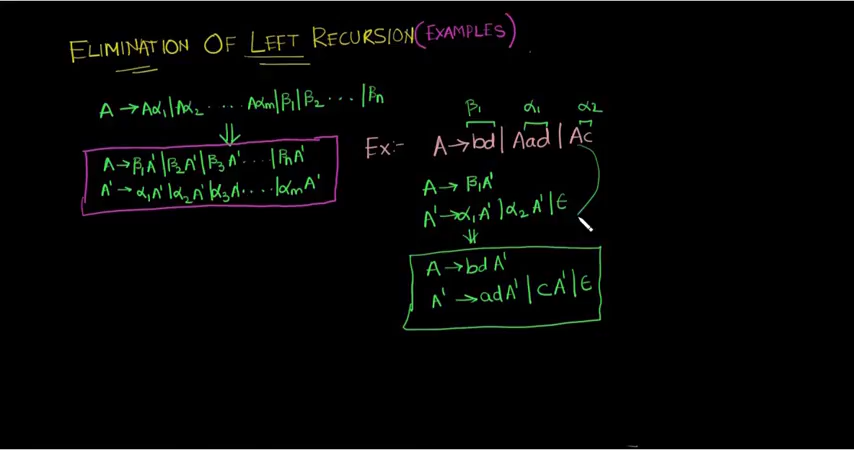 ELIMINATION OF LEFT RECURSION (EXAMPLES)
A → Aα₁|Aα₂ .... Aαm|β₁|β₂ ...|βn
⇓
A → β₁A'|β₂A'|β₃A'....|βnA'
A' → α₁A'|α₂A'|α₃A....|αmA'
β₁ α₁ α₂
Ex:- A → bd | Aad | Ac
A → β₁A'
A' → α₁A'|α₂A'|ϵ
⇓
A → bdA'
A' → adA'|cA'|ϵ